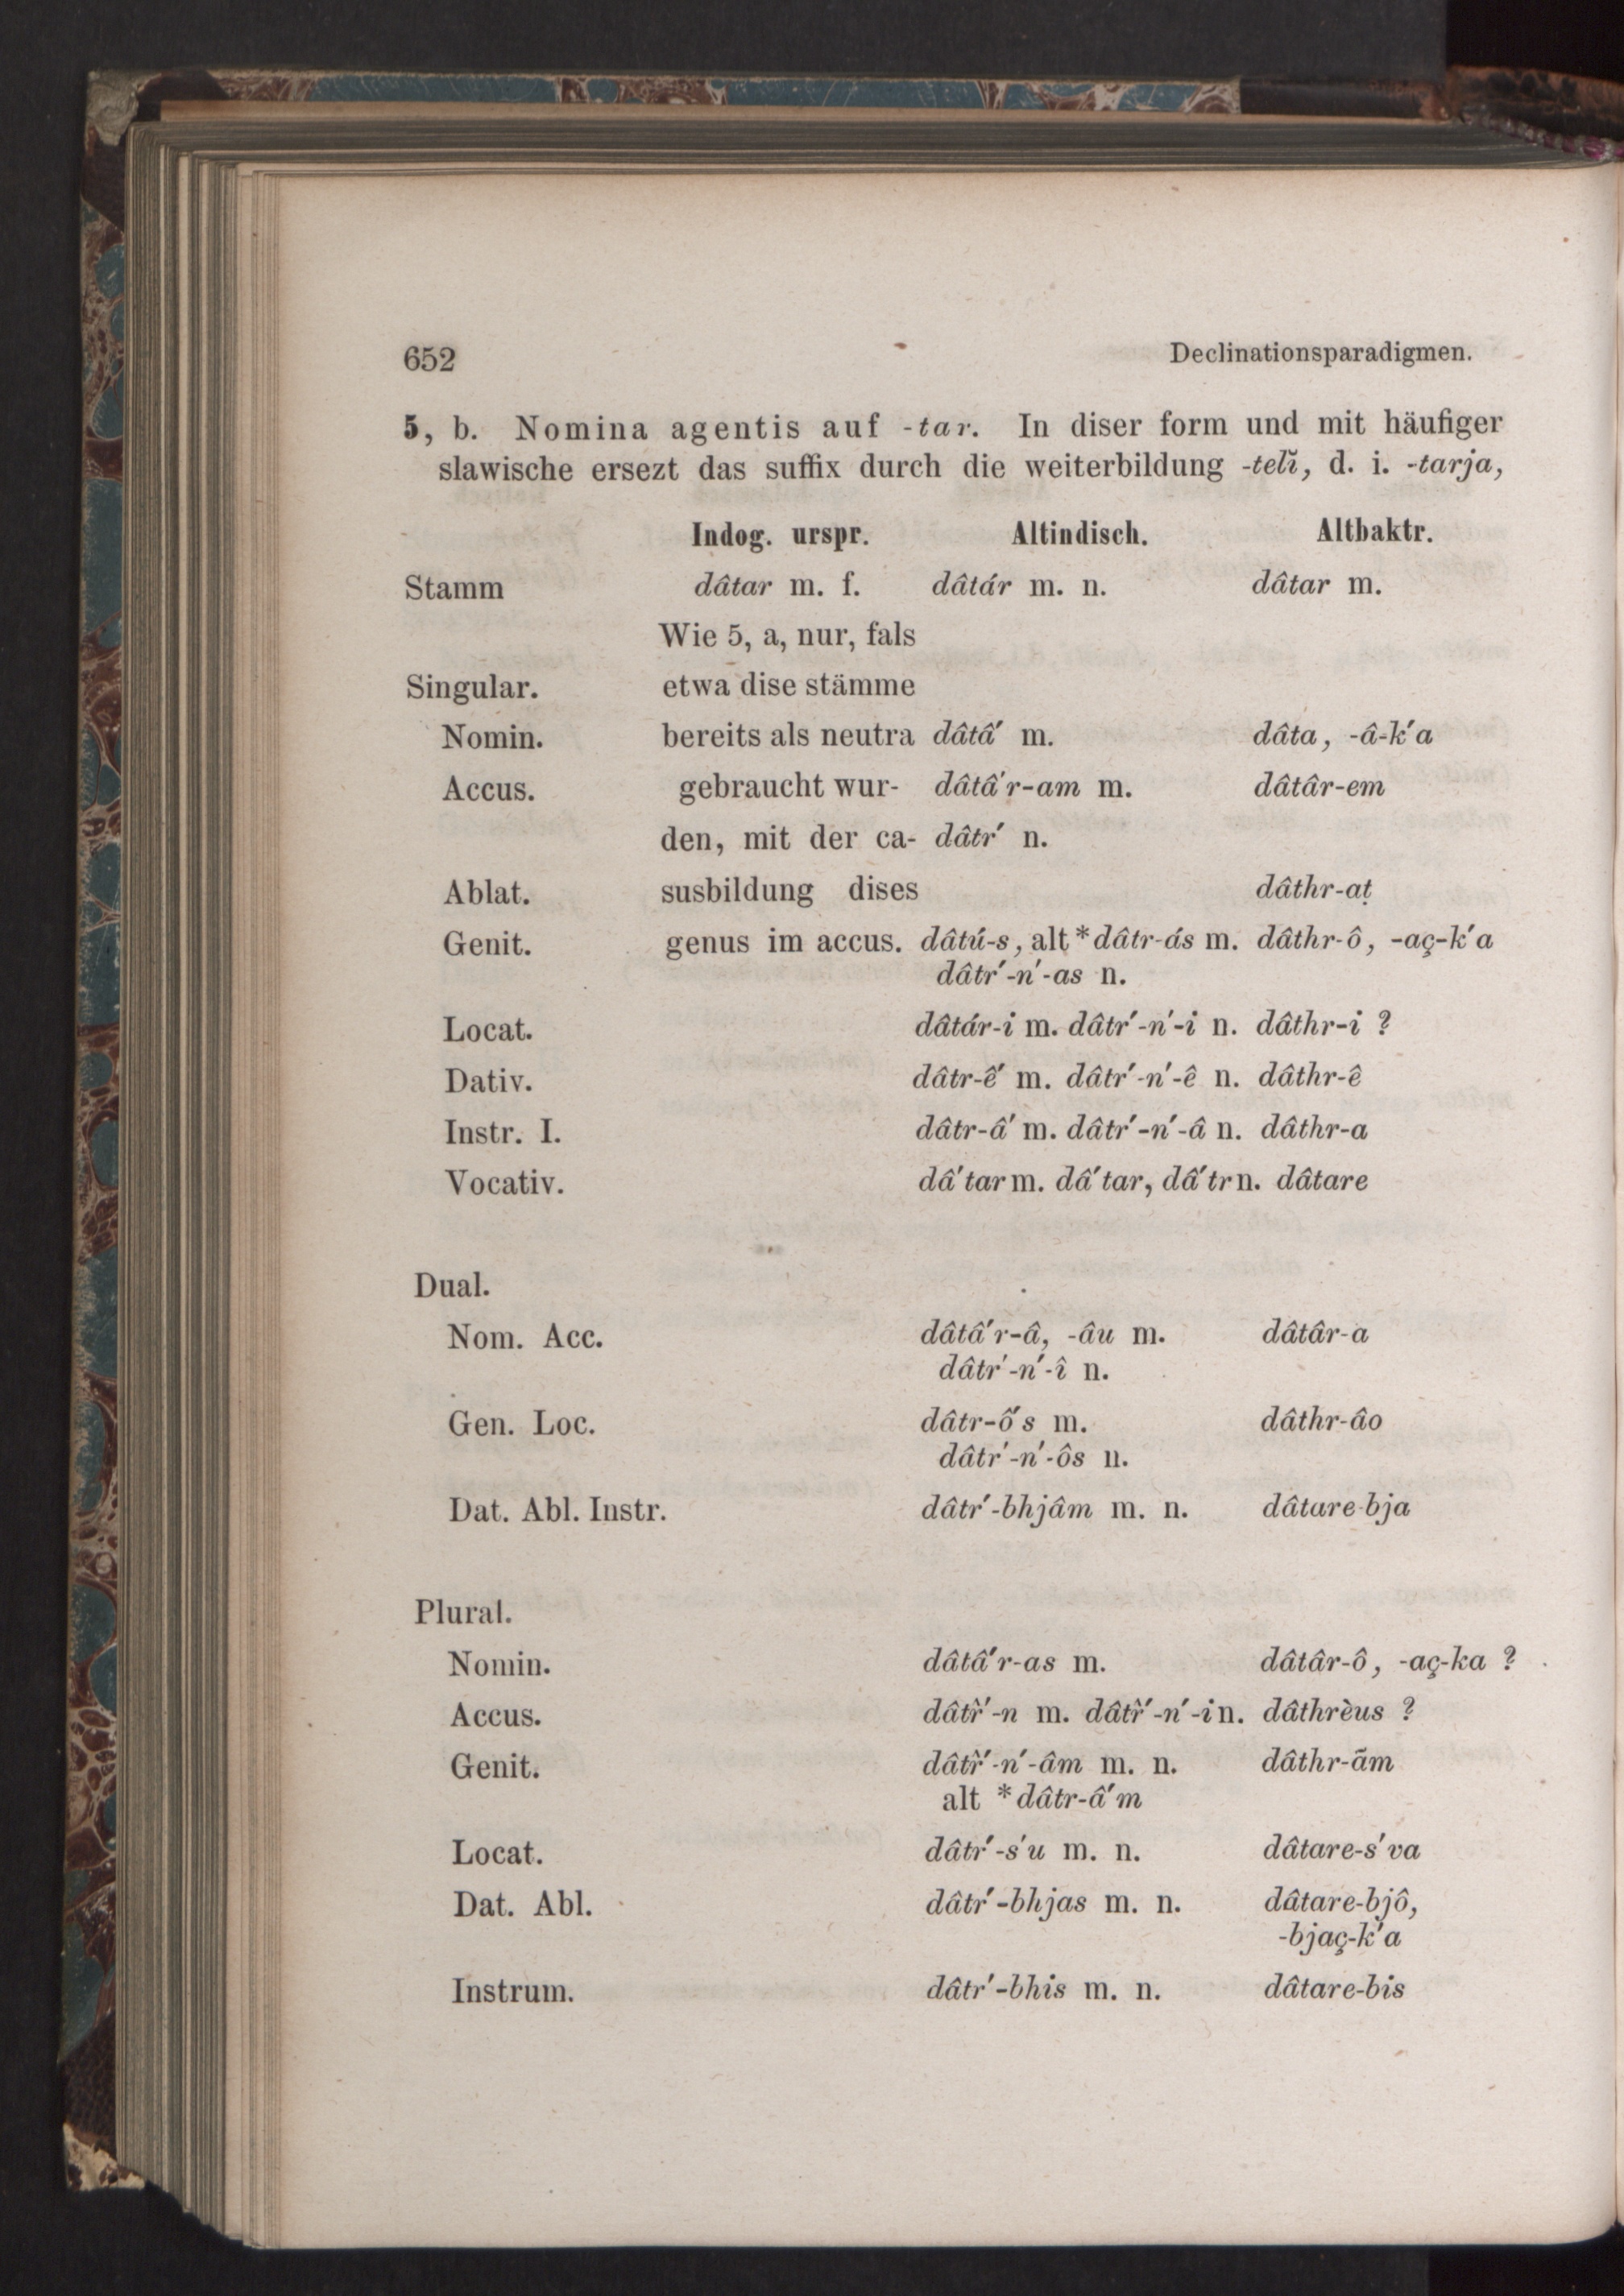 652 Declinationsparadigmen.
5, b. Nomina agentis auf -tar. In diser form und mit häufiger
slawische ersezt das suffix durch die weiterbildung -telĭ, d. i. -tarja,
Indog. urspr. Altindisch. Altbaktr.
Stamm dâtar m. f. dâtár m. n. dâtar m.
Wie 5, a, nur, fals
Singular. etwa dise stämme
Nomin. bereits als neutra dâtấ m. dâta, -â-k′a
Accus. gebraucht wur- dâtấr-am m. dâtâr-em
den, mit der ca- dâtr′ n.
Ablat. susbildung dises dâthr-aṭ
Genit. genus im accus. dâtú-s, alt *dâtr-ás m. dâthr-ô, -aç-k′a
dâtr′-n′-as n.
Locat. dâtár-i m. dâtr′-n′-i n. dâthr-i ?
Dativ. dâtr-ế m. dâtr′-n′-ê n. dâthr-ê
Instr. I. dâtr-ấ m. dâtr′-n′-â n. dâthr-a
Vocativ. dấtar m. dấtar, dấtr n. dâtare
Dual.
Nom. Acc. dâtấr-â, -âu m. dâtâr-a
dâtr′-n′-î n.
Gen. Loc. dâtr-ốs m. dâthr-âo
dâtr′-n′-ôs n.
Dat. Abl. Instr. dâtr′-bhjâm m. n. dâtare-bja
Plural.
Nomin. dâtấr-as m. dâtâr-ô, -aç-ka ?
Accus. dâtr̀′-n m. dâtr̀′-n′-i n. dâthrèus ?
Genit. dâtr̀′-n′-âm m. n. dâthr-ãm
alt *dâtr-ấm
Locat. dâtr′-s′u m. n. dâtare-s′va
Dat. Abl. dâtr′-bhjas m. n. dâtare-bjô,
-bjaç-k′a
Instrum. dâtr′-bhis m. n. dâtare-bis